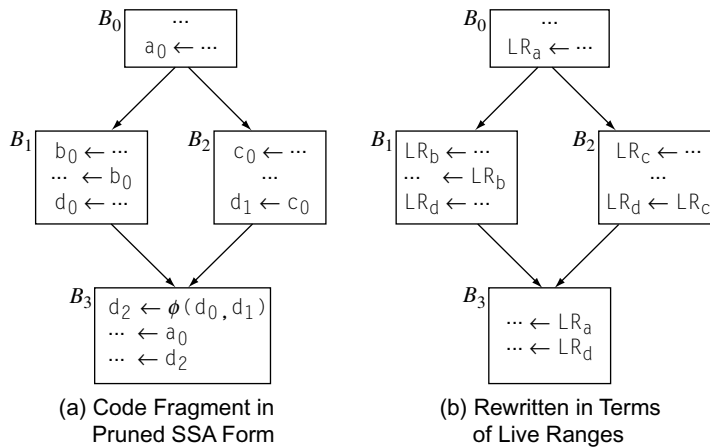 B0
...
a0 ← ...
B1
b0 ← ...
... ← b0
d0 ← ...
B2
c0 ← ...
...
d1 ← c0
B3
d2 ← ϕ(d0,d1)
... ← a0
... ← d2
(a) Code Fragment in
Pruned SSA Form
B0
...
LRa ← ...
B1
LRb ← ...
... ← LRb
LRd ← ...
B2
LRc ← ...
...
LRd ← LRc
B3
... ← LRa
... ← LRd
(b) Rewritten in Terms
of Live Ranges